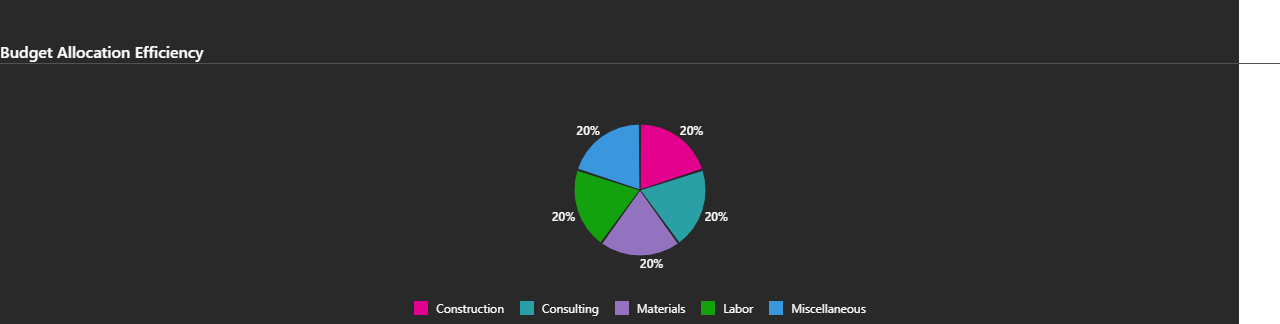 Budget Allocation Efficiency
20% 20%
20% 20%
20%
Construction Consulting Materials Labor Miscellaneous